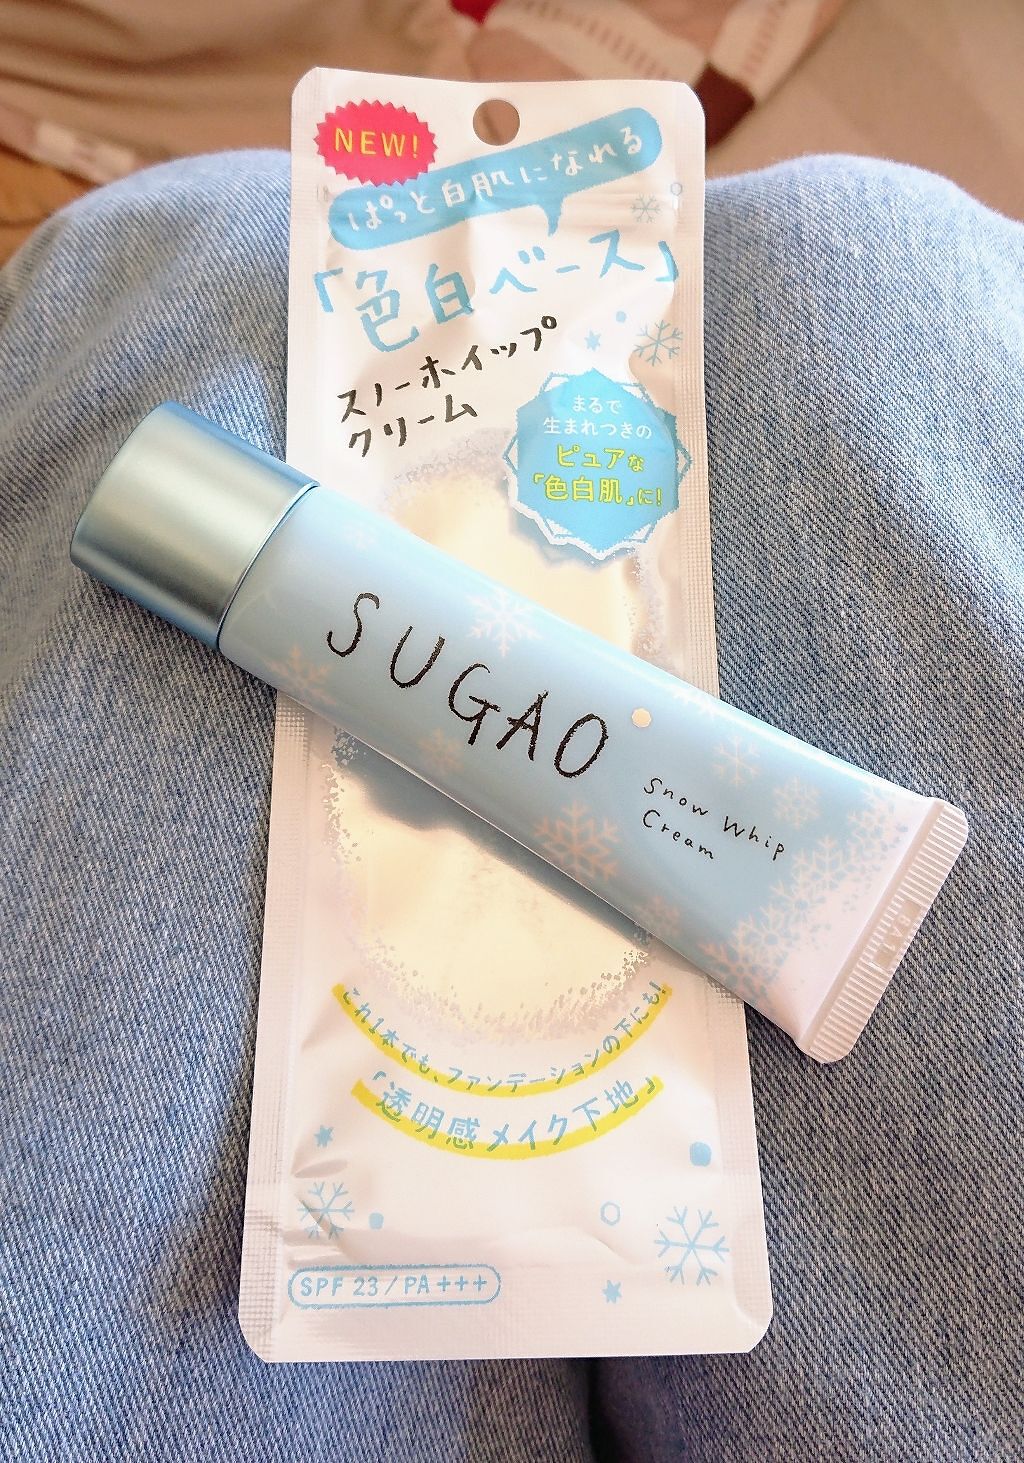 NEW!
ぱっと白肌になれる
「色白ベース」
スノーホイップ
クリーム
まるで
生まれつきの
ピュアな
「色白肌」に!
SUGAO
Snow Whip
Cream
これ1本でも、ファンデーションの下にも!
「透明感メイク下地」
SPF 23/PA+++